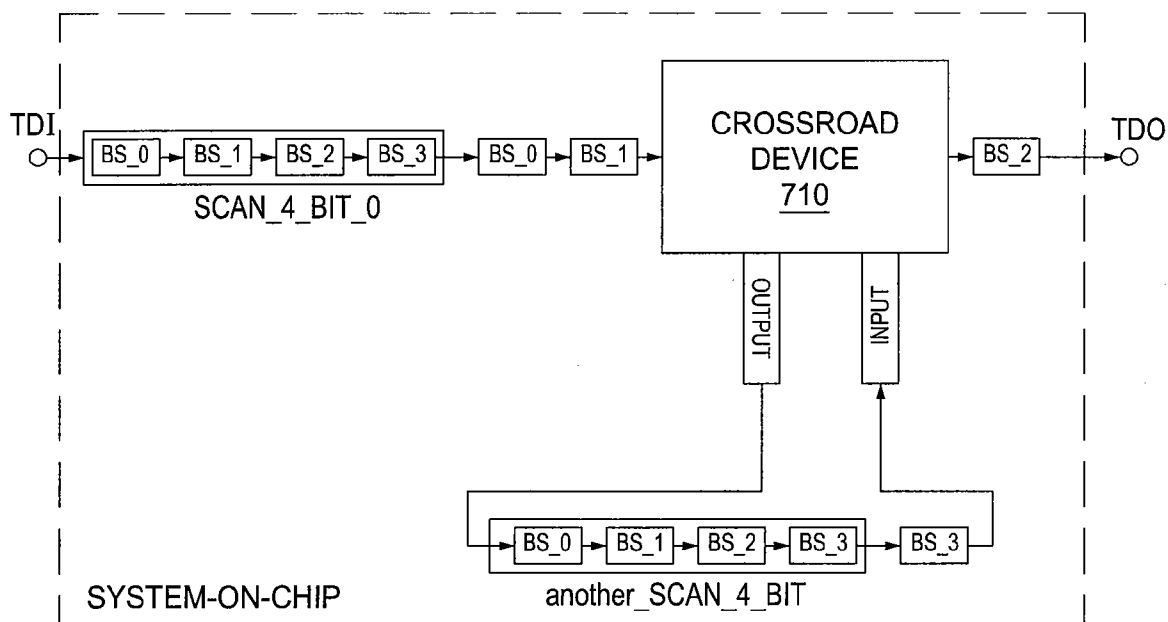 TDI
BS_0 BS_1 BS_2 BS_3 BS_0 BS_1
SCAN_4_BIT_0
CROSSROAD
DEVICE
710
BS_2
TDO
OUTPUT
INPUT
BS_0 BS_1 BS_2 BS_3 BS_3
another_SCAN_4_BIT
SYSTEM-ON-CHIP